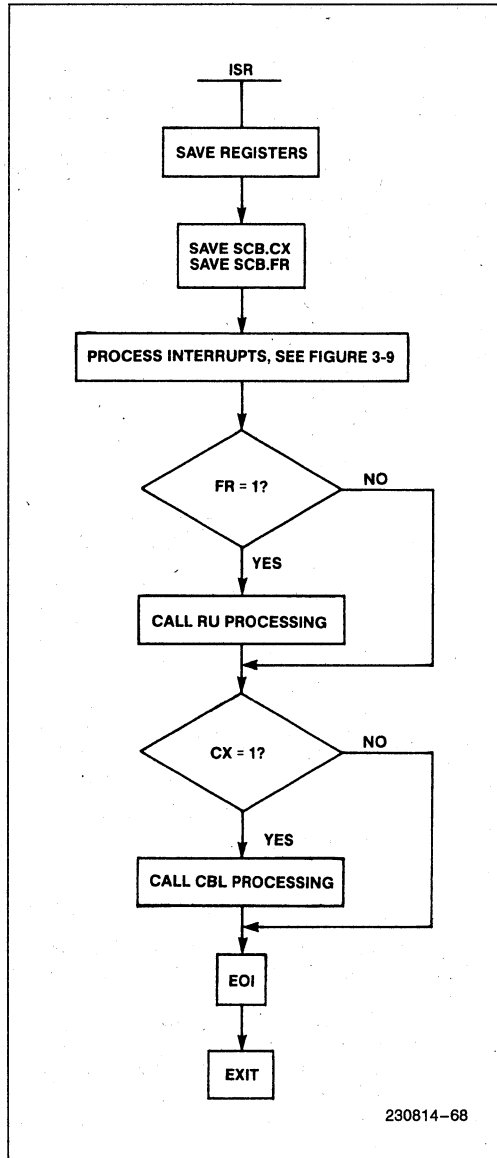 ISR
SAVE REGISTERS
SAVE SCB.CX
SAVE SCB.FR
PROCESS INTERRUPTS, SEE FIGURE 3-9
FR = 1?
NO
YES
CALL RU PROCESSING
CX = 1?
NO
YES
CALL CBL PROCESSING
EOI
EXIT
230814–68